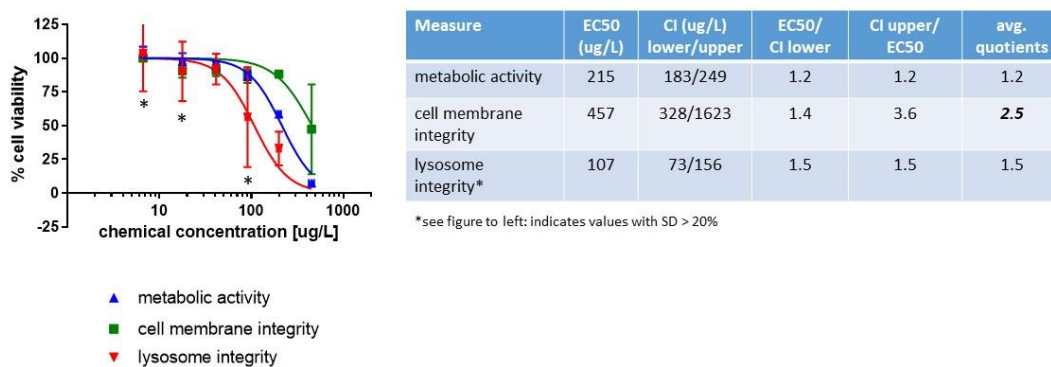 125
100
75
50
25
0
-25
% cell viability
*
*
*
10
100
1000
chemical concentration [ug/L]
metabolic activity
cell membrane integrity
lysosome integrity
Measure EC50 (ug/L) CI (ug/L) lower/upper EC50/ CI lower CI upper/ EC50 avg. quotients
metabolic activity 215 183/249 1.2 1.2 1.2
cell membrane integrity 457 328/1623 1.4 3.6 2.5
lysosome integrity* 107 73/156 1.5 1.5 1.5
*see figure to left: indicates values with SD > 20%